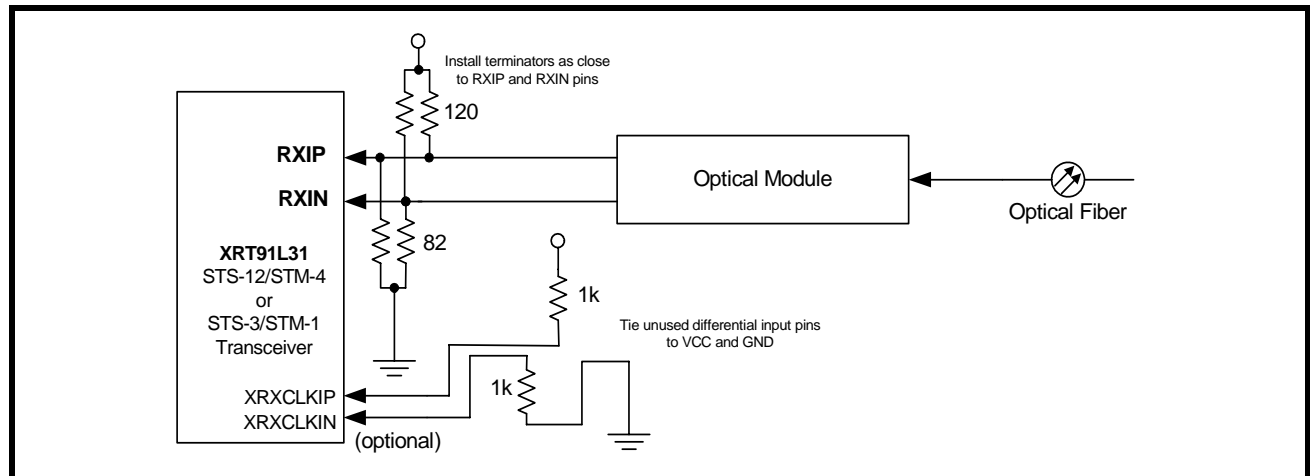 Install terminators as close
to RXIP and RXIN pins
120
RXIP
Optical Module
RXIN
Optical Fiber
82
XRT91L31
STS-12/STM-4
or
STS-3/STM-1
Transceiver
1k
Tie unused differential input pins
to VCC and GND
1k
XRXCLKIP
XRXCLKIN
(optional)